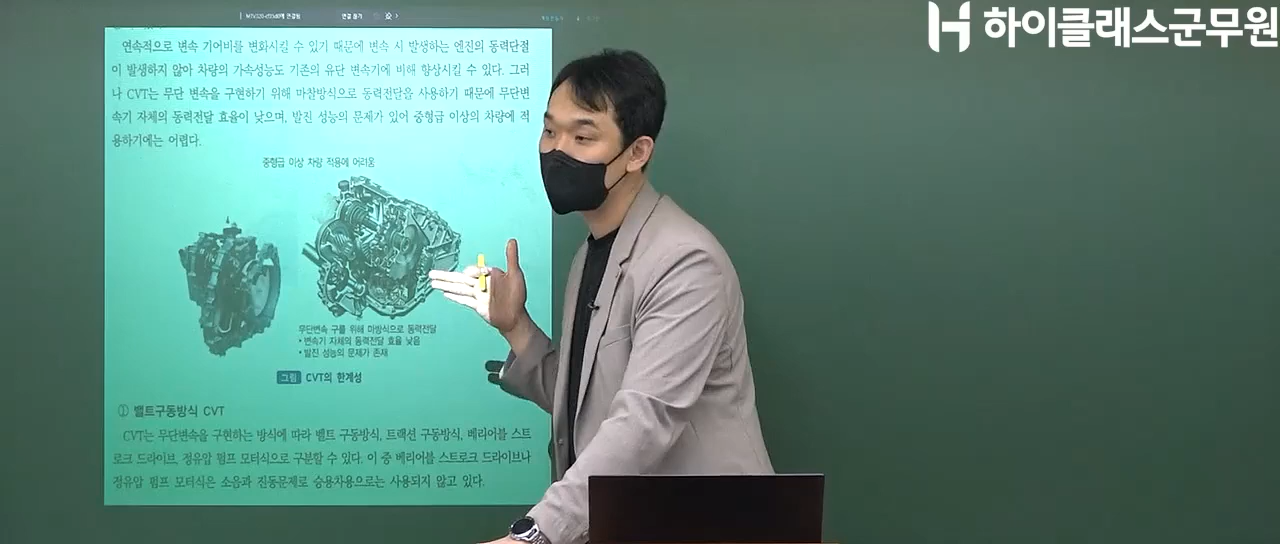 하이클래스군무원
연결 끊기
연속적으로 변속 기어비를 변화시킬 수 있기 때문에 변속 시 발생하는 엔진의 동력단절
이 발생하지 않아 차량의 가속성능도 기존의 유단 변속기에 비해 향상시킬 수 있다. 그러
나 CVT는 무단 변속을 구현하기 위해 마찰방식으로 동력전달을 사용하기 때문에 무단변
속기 자체의 동력전달 효율이 낮으며, 발진 성능의 문제가 있어 중형급 이상의 차량에 적
용하기에는 어렵다.
중형급 이상 차량 적용에 어려움
무단변속 구를 위해 마방식으로 동력전달
• 변속기 자체의 동력전달 효율 낮음
• 발진 성능의 문제가 존재
그림 CVT의 한계성
① 밸트구동방식 CVT
CVT는 무단변속을 구현하는 방식에 따라 벨트 구동방식, 트랙션 구동방식, 베리어블 스트
로크 드라이브, 정유압 펌프 모터식으로 구분할 수 있다. 이 중 베리어블 스트로크 드라이브나
정유압 펌프 모터식은 소음과 진동문제로 승용차용으로는 사용되지 않고 있다.